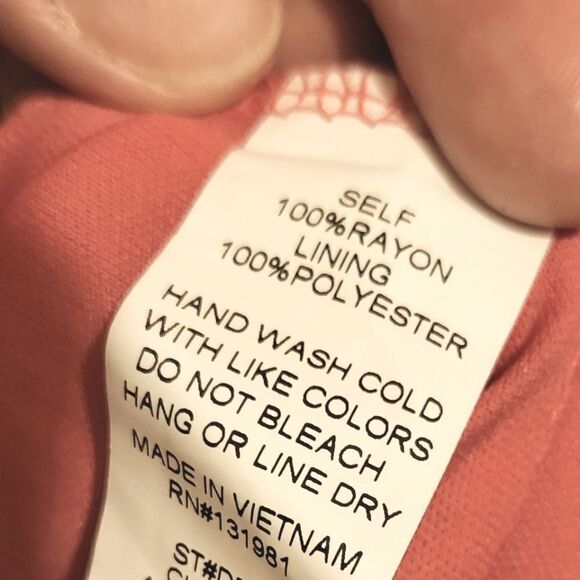 SELF
100%RAYON
LINING
100%POLYESTER
HAND WASH COLD
WITH LIKE COLORS
DO NOT BLEACH
HANG OR LINE DRY
MADE IN VIETNAM
RN#131981